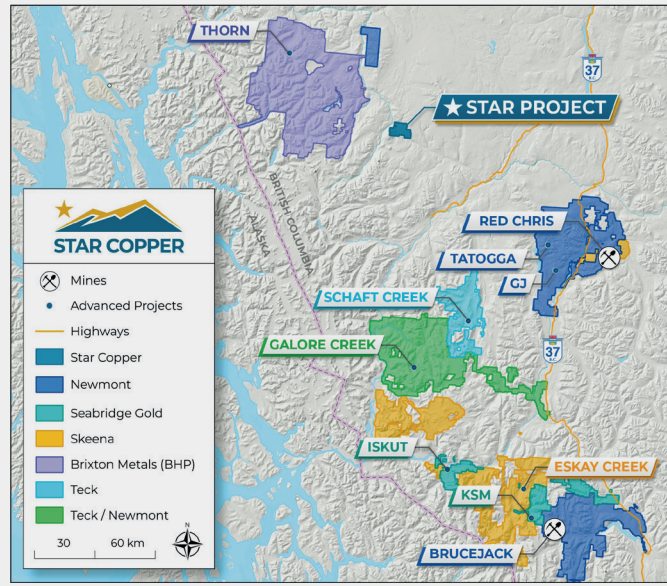 THORN
37
B.C.
STAR PROJECT
BRITISH COLUMBIA
ALASKA
STAR COPPER
Mines
Advanced Projects
Highways
Star Copper
Newmont
Seabridge Gold
Skeena
Brixton Metals (BHP)
Teck
Teck / Newmont
30 60 km
N
RED CHRIS
TATOGGA
GJ
SCHAFT CREEK
GALORE CREEK
37
B.C.
ISKUT
ESKAY CREEK
KSM
BRUCEJACK